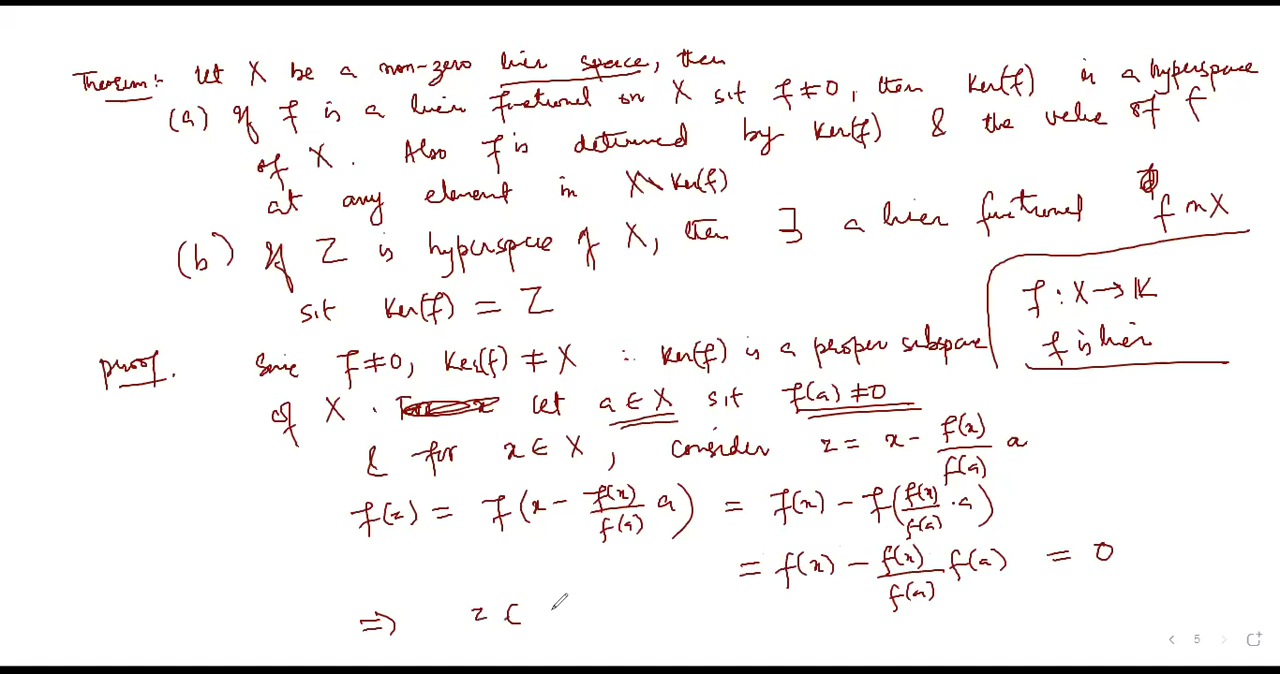 Theorem:- Let X be a non-zero linear space, then
(a) If f is a linear functional on X s.t f≠0, then Ker(f) is a hyperspace
of X. Also f is determined by Ker(f) & the value of f
at any element in X\Ker(f)
(b) If Z is hyperspace of X, then ∃ a linear functional f on X
s.t Ker(f) = Z
f : X→K
f is linear
Proof. Since f≠0, Ker(f) ≠ X ∴ Ker(f) is a proper subspace
of X. Let a ∈ X s.t f(a) ≠ 0
& for x ∈ X, consider z = x - f(x)/f(a) a
f(z) = f(x - f(x)/f(a) a) = f(x) - f(f(x)/f(a) · a)
= f(x) - f(x)/f(a) f(a) = 0
⇒ z (
< 5 >